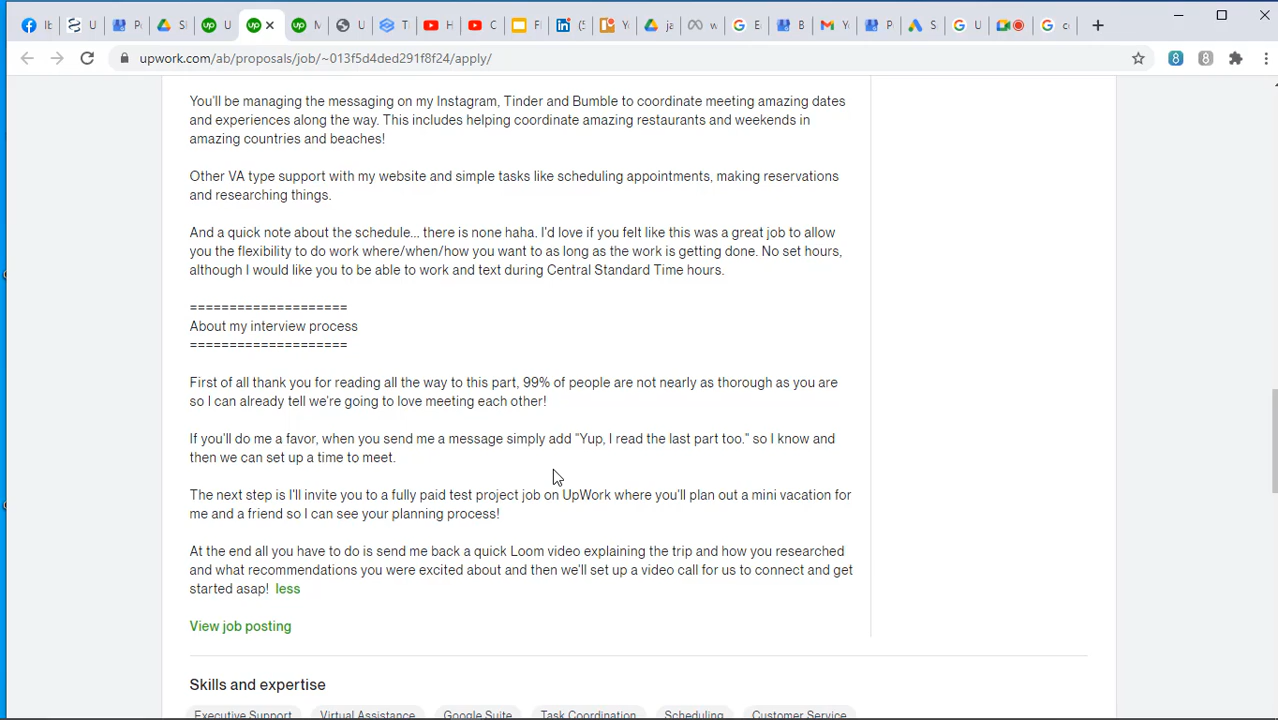 upwork.com/ab/proposals/job/~013f5d4ded291f8f24/apply/
You'll be managing the messaging on my Instagram, Tinder and Bumble to coordinate meeting amazing dates
and experiences along the way. This includes helping coordinate amazing restaurants and weekends in
amazing countries and beaches!
Other VA type support with my website and simple tasks like scheduling appointments, making reservations
and researching things.
And a quick note about the schedule... there is none haha. I'd love if you felt like this was a great job to allow
you the flexibility to do work where/when/how you want to as long as the work is getting done. No set hours,
although I would like you to be able to work and text during Central Standard Time hours.
====================
About my interview process
====================
First of all thank you for reading all the way to this part, 99% of people are not nearly as thorough as you are
so I can already tell we're going to love meeting each other!
If you'll do me a favor, when you send me a message simply add "Yup, I read the last part too." so I know and
then we can set up a time to meet.
The next step is I'll invite you to a fully paid test project job on UpWork where you'll plan out a mini vacation for
me and a friend so I can see your planning process!
At the end all you have to do is send me back a quick Loom video explaining the trip and how you researched
and what recommendations you were excited about and then we'll set up a video call for us to connect and get
started asap! less
View job posting
Skills and expertise
Executive Support Virtual Assistance Google Suite Task Coordination Scheduling Customer Service